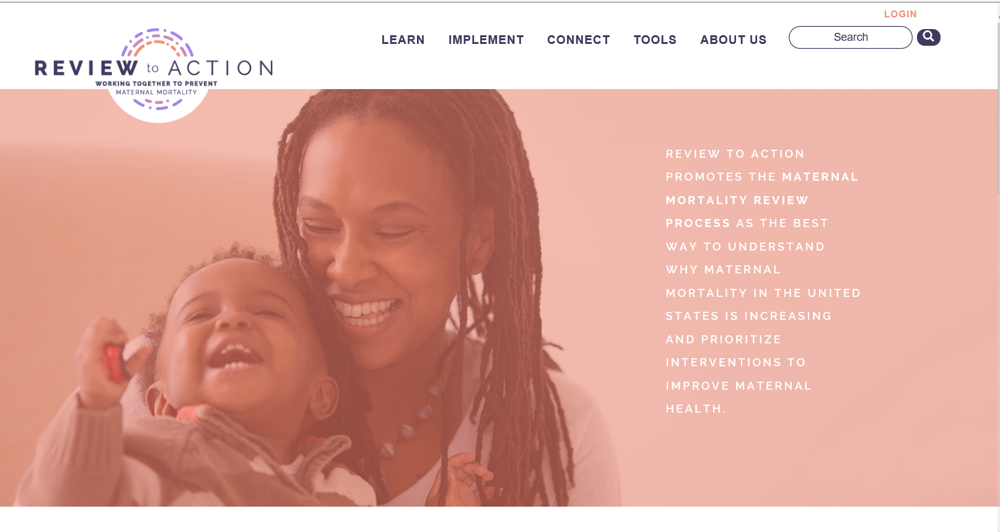 LOGIN
LEARN IMPLEMENT CONNECT TOOLS ABOUT US Search
REVIEW to ACTION
WORKING TOGETHER TO PREVENT
MATERNAL MORTALITY
REVIEW TO ACTION
PROMOTES THE MATERNAL
MORTALITY REVIEW
PROCESS AS THE BEST
WAY TO UNDERSTAND
WHY MATERNAL
MORTALITY IN THE UNITED
STATES IS INCREASING
AND PRIORITIZE
INTERVENTIONS TO
IMPROVE MATERNAL
HEALTH.